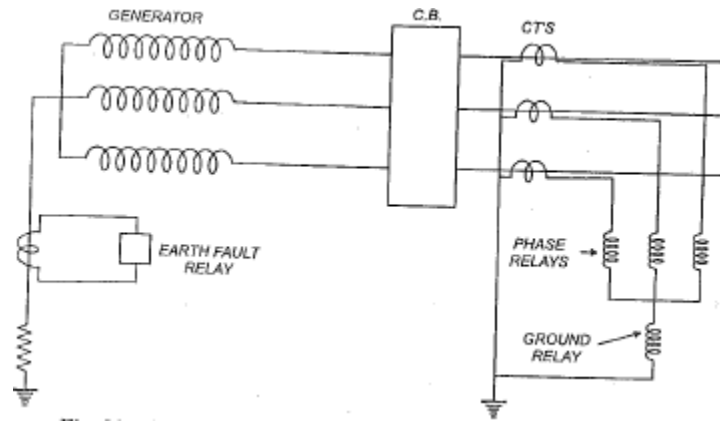 GENERATOR
C.B.
CT'S
EARTH FAULT
RELAY
PHASE
RELAYS
GROUND
RELAY